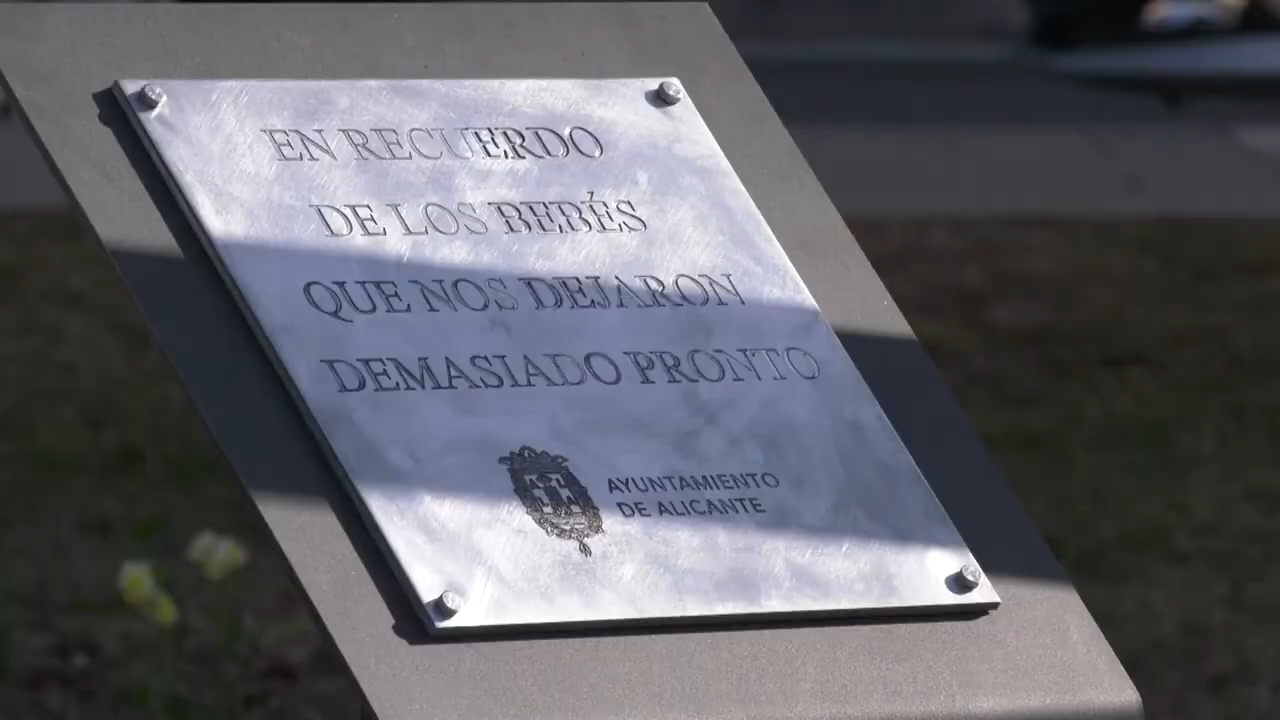 EN RECUERDO
DE LOS BEBÉS
QUE NOS DEJARON
DEMASIADO PRONTO
AYUNTAMIENTO
DE ALICANTE